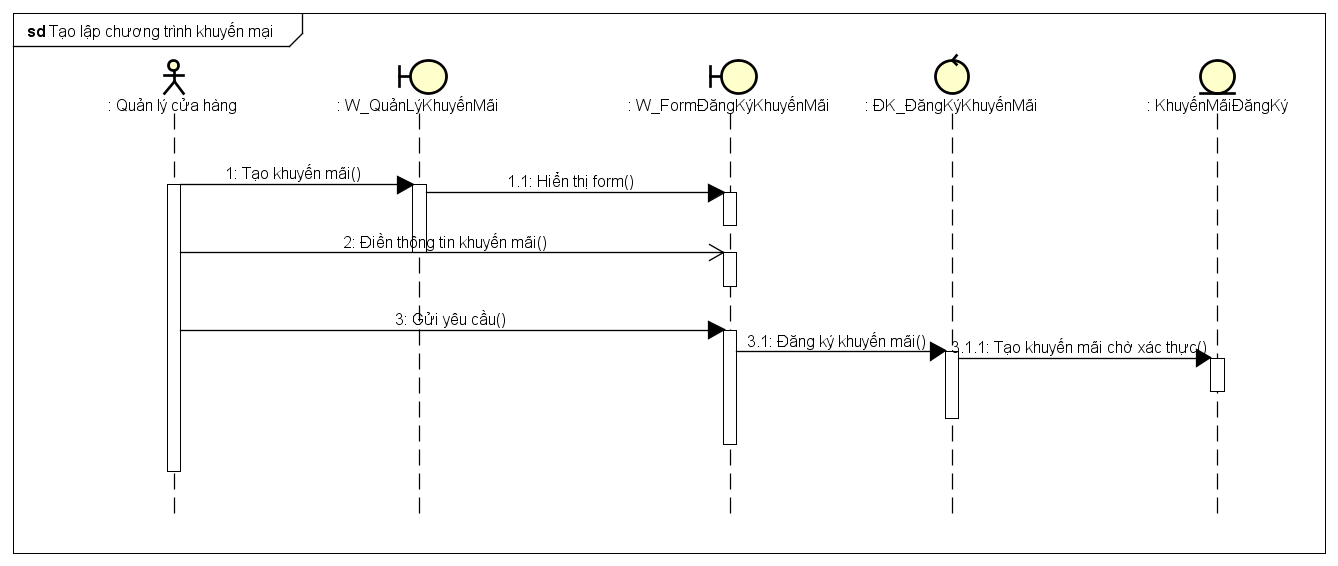 sd Tạo lập chương trình khuyến mại
: Quản lý cửa hàng
: W_QuảnLýKhuyếnMãi
: W_FormĐăngKýKhuyếnMãi
: ĐK_ĐăngKýKhuyếnMãi
: KhuyếnMãiĐăngKý
1: Tạo khuyến mãi()
1.1: Hiển thị form()
2: Điền thông tin khuyến mãi()
3: Gửi yêu cầu()
3.1: Đăng ký khuyến mãi()
3.1.1: Tạo khuyến mãi chờ xác thực()